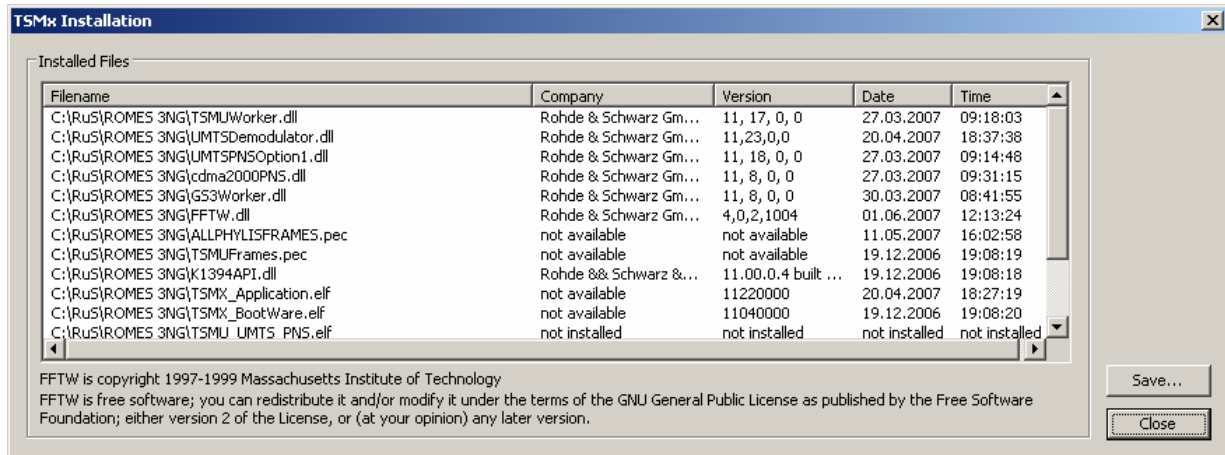 TSMx Installation
Installed Files
Filename Company Version Date Time
C:\RuS\ROMES 3NG\TSMUWorker.dll Rohde & Schwarz Gm... 11, 17, 0, 0 27.03.2007 09:18:03
C:\RuS\ROMES 3NG\UMTSDemodulator.dll Rohde & Schwarz Gm... 11,23,0,0 20.04.2007 18:37:38
C:\RuS\ROMES 3NG\UMTSPNSOption1.dll Rohde & Schwarz Gm... 11, 18, 0, 0 27.03.2007 09:14:48
C:\RuS\ROMES 3NG\cdma2000PNS.dll Rohde & Schwarz Gm... 11, 8, 0, 0 27.03.2007 09:31:15
C:\RuS\ROMES 3NG\GS3Worker.dll Rohde & Schwarz Gm... 11, 8, 0, 0 30.03.2007 08:41:55
C:\RuS\ROMES 3NG\FFTW.dll Rohde & Schwarz Gm... 4,0,2,1004 01.06.2007 12:13:24
C:\RuS\ROMES 3NG\ALLPHYLISFRAMES.pec not available not available 11.05.2007 16:02:58
C:\RuS\ROMES 3NG\TSMUFrames.pec not available not available 19.12.2006 19:08:19
C:\RuS\ROMES 3NG\K1394API.dll Rohde && Schwarz &... 11.00.0.4 built ... 19.12.2006 19:08:18
C:\RuS\ROMES 3NG\TSMX_Application.elf not available 11220000 20.04.2007 18:27:19
C:\RuS\ROMES 3NG\TSMX_BootWare.elf not available 11040000 19.12.2006 19:08:20
C:\RuS\ROMES 3NG\TSMU_UMTS_PNS.elf not installed not installed not installed not installed
FFTW is copyright 1997-1999 Massachusetts Institute of Technology
FFTW is free software; you can redistribute it and/or modify it under the terms of the GNU General Public License as published by the Free Software
Foundation; either version 2 of the License, or (at your opinion) any later version.
Save...
Close